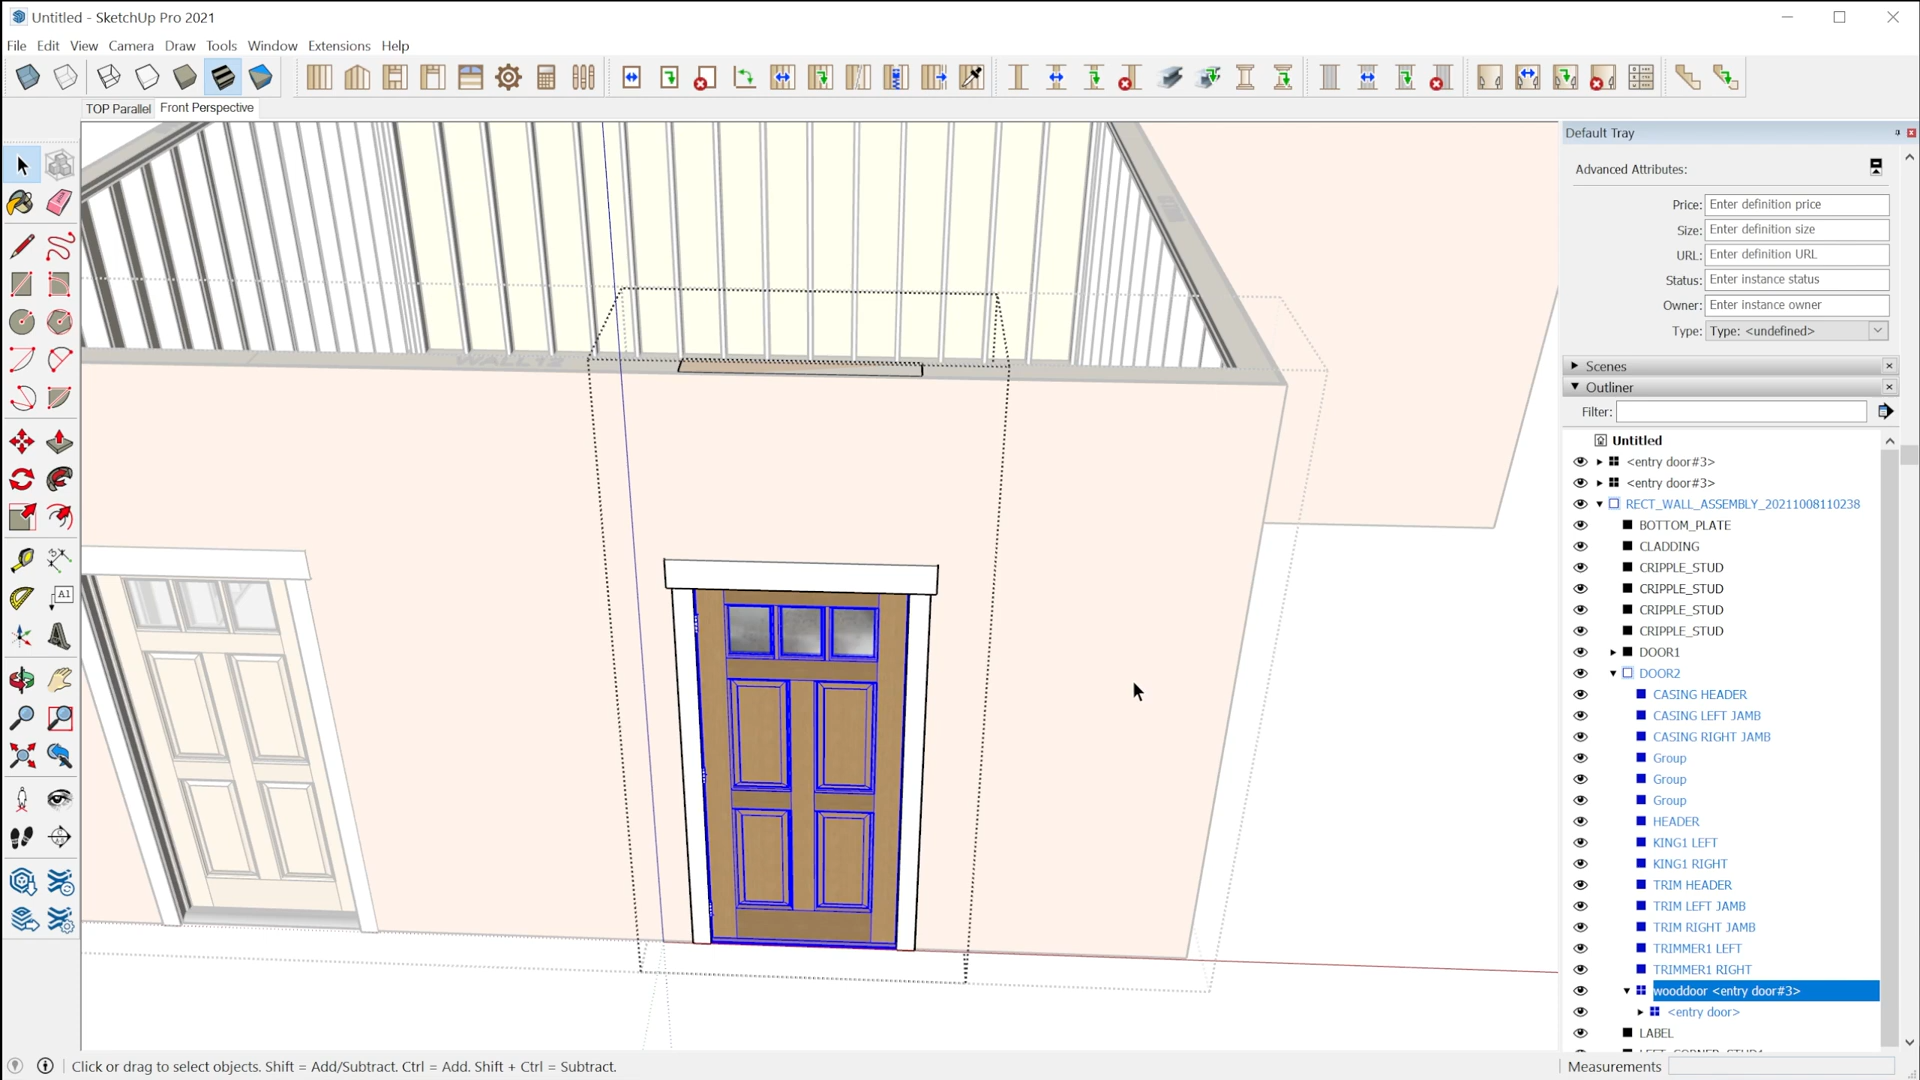 Untitled - SketchUp Pro 2021
File Edit View Camera Draw Tools Window Extensions Help
TOP Parallel Front Perspective
Default Tray
Advanced Attributes:
Price: Enter definition price
Size: Enter definition size
URL: Enter definition URL
Status: Enter instance status
Owner: Enter instance owner
Type: Type: <undefined>
Scenes
Outliner
Filter:
Untitled
<entry door#3>
<entry door#3>
RECT_WALL_ASSEMBLY_20211008110238
BOTTOM_PLATE
CLADDING
CRIPPLE_STUD
CRIPPLE_STUD
CRIPPLE_STUD
CRIPPLE_STUD
DOOR1
DOOR2
CASING HEADER
CASING LEFT JAMB
CASING RIGHT JAMB
Group
Group
Group
HEADER
KING1 LEFT
KING1 RIGHT
TRIM HEADER
TRIM LEFT JAMB
TRIM RIGHT JAMB
TRIMMER1 LEFT
TRIMMER1 RIGHT
wooddoor <entry door#3>
<entry door>
LABEL
A1
Click or drag to select objects. Shift = Add/Subtract. Ctrl = Add. Shift + Ctrl = Subtract.
Measurements